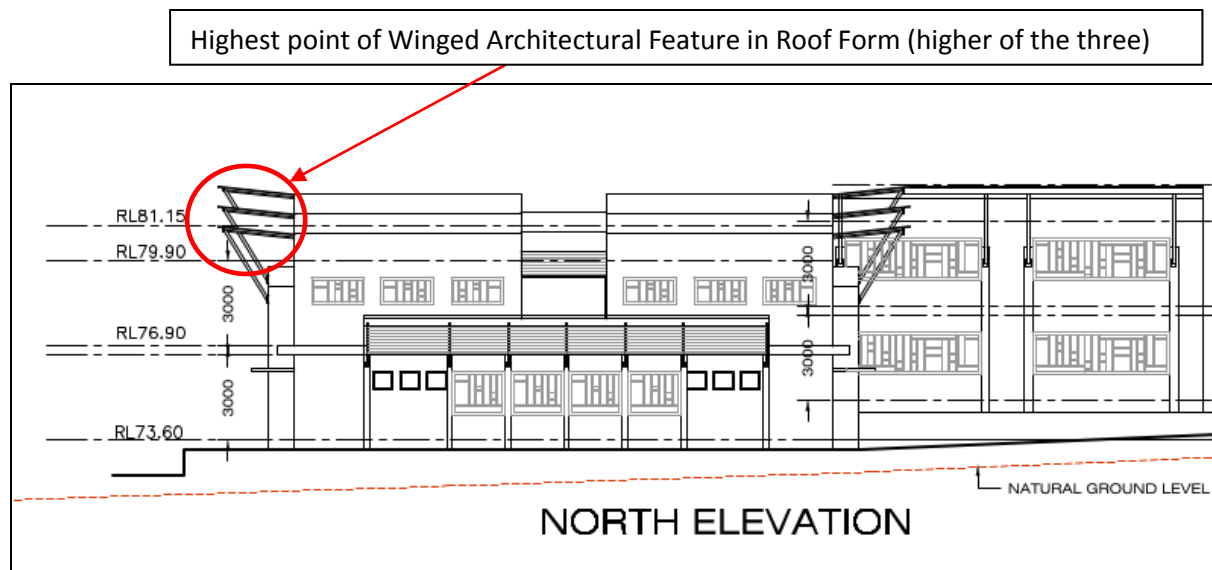 Highest point of Winged Architectural Feature in Roof Form (higher of the three)
RL81.15
RL79.90
3000
3000
RL76.90
3000
3000
RL73.60
NATURAL GROUND LEVEL
NORTH ELEVATION